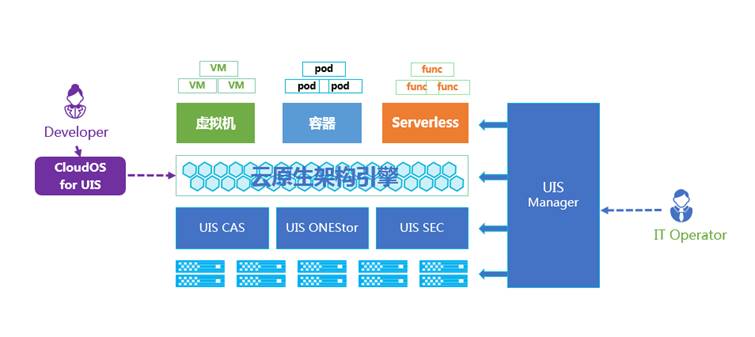 VM
VM
VM
pod
pod
pod
func
func
func
虚拟机
容器
Serverless
Developer
CloudOS
for UIS
云原生架构引擎
UIS
Manager
IT Operator
UIS CAS
UIS ONEStor
UIS SEC